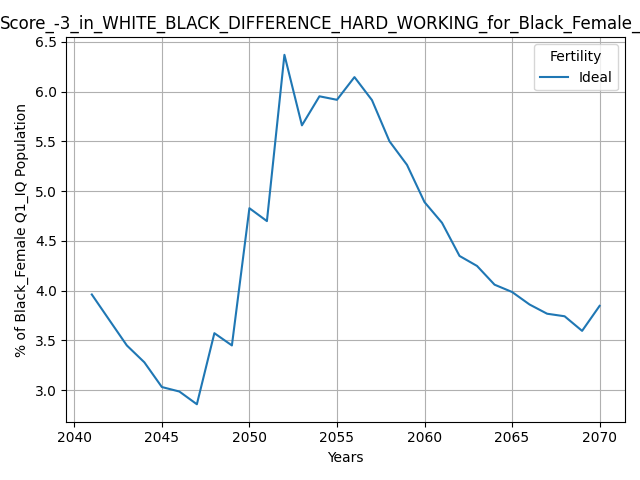 Score_-3_in_WHITE_BLACK_DIFFERENCE_HARD_WORKING_for_Black_Female_
Fertility
Ideal
% of Black_Female Q1_IQ Population
6.5
6.0
5.5
5.0
4.5
4.0
3.5
3.0
2040 2045 2050 2055 2060 2065 2070
Years